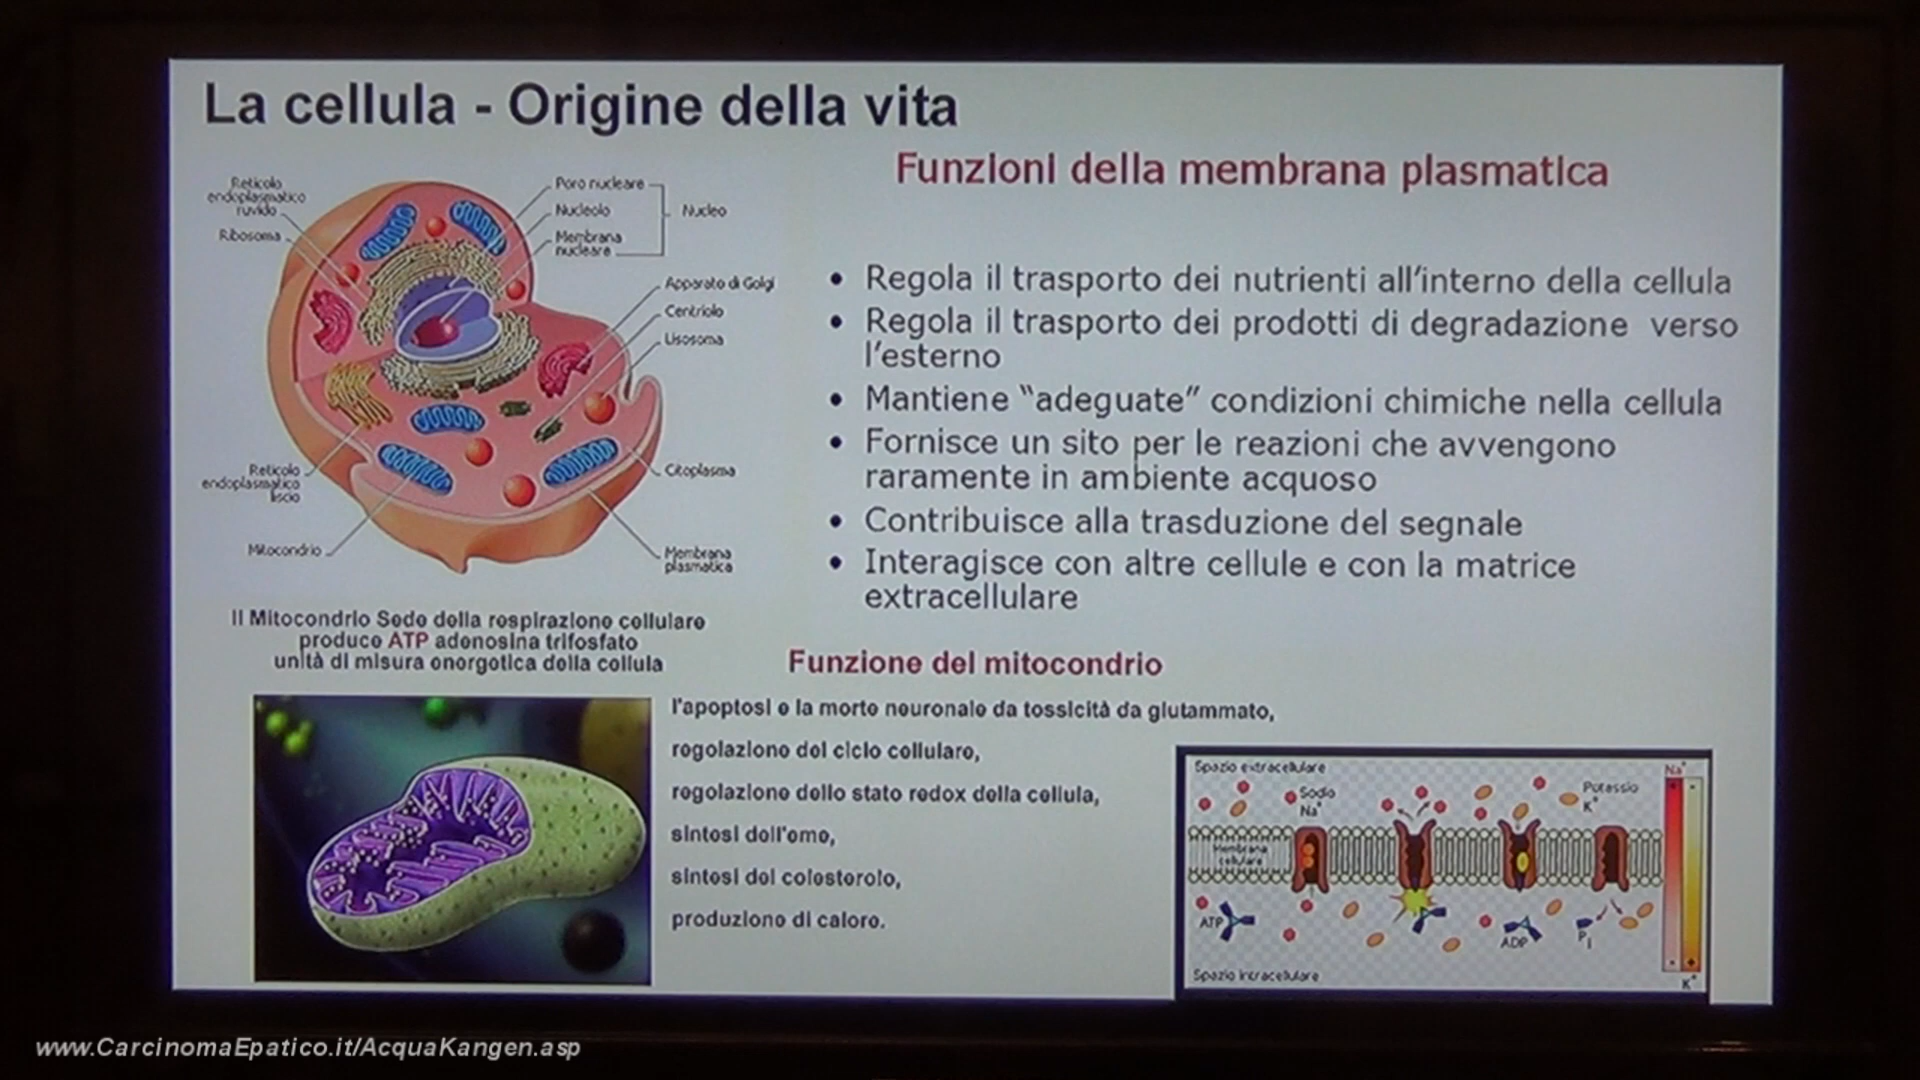 La cellula - Origine della vita
Funzioni della membrana plasmatica
Reticolo
endoplasmatico
ruvido
Ribosoma
Poro nucleare
Nucleolo
Membrana
nucleare
Nucleo
Apparato di Golgi
Centriolo
Lisosoma
Reticolo
endoplasmatico
liscio
Mitocondrio
Citoplasma
Membrana
plasmatica
• Regola il trasporto dei nutrienti all'interno della cellula
• Regola il trasporto dei prodotti di degradazione verso
l'esterno
• Mantiene "adeguate" condizioni chimiche nella cellula
• Fornisce un sito per le reazioni che avvengono
raramente in ambiente acquoso
• Contribuisce alla trasduzione del segnale
• Interagisce con altre cellule e con la matrice
extracellulare
Il Mitocondrio Sede della respirazione cellulare
produce ATP adenosina trifosfato
unità di misura energetica della cellula
Funzione del mitocondrio
l'apoptosi e la morte neuronale da tossicità da glutammato,
regolazione del ciclo cellulare,
regolazione dello stato redox della cellula,
sintesi dell'eme,
sintesi del colesterolo,
produzione di calore.
Spazio extracellulare
Sodio
Na+
Potassio
K+
Na+
Membrana
cellulare
ATP
ADP
Pi
Spazio intracellulare
K+
www.CarcinomaEpatico.it/AcquaKangen.asp